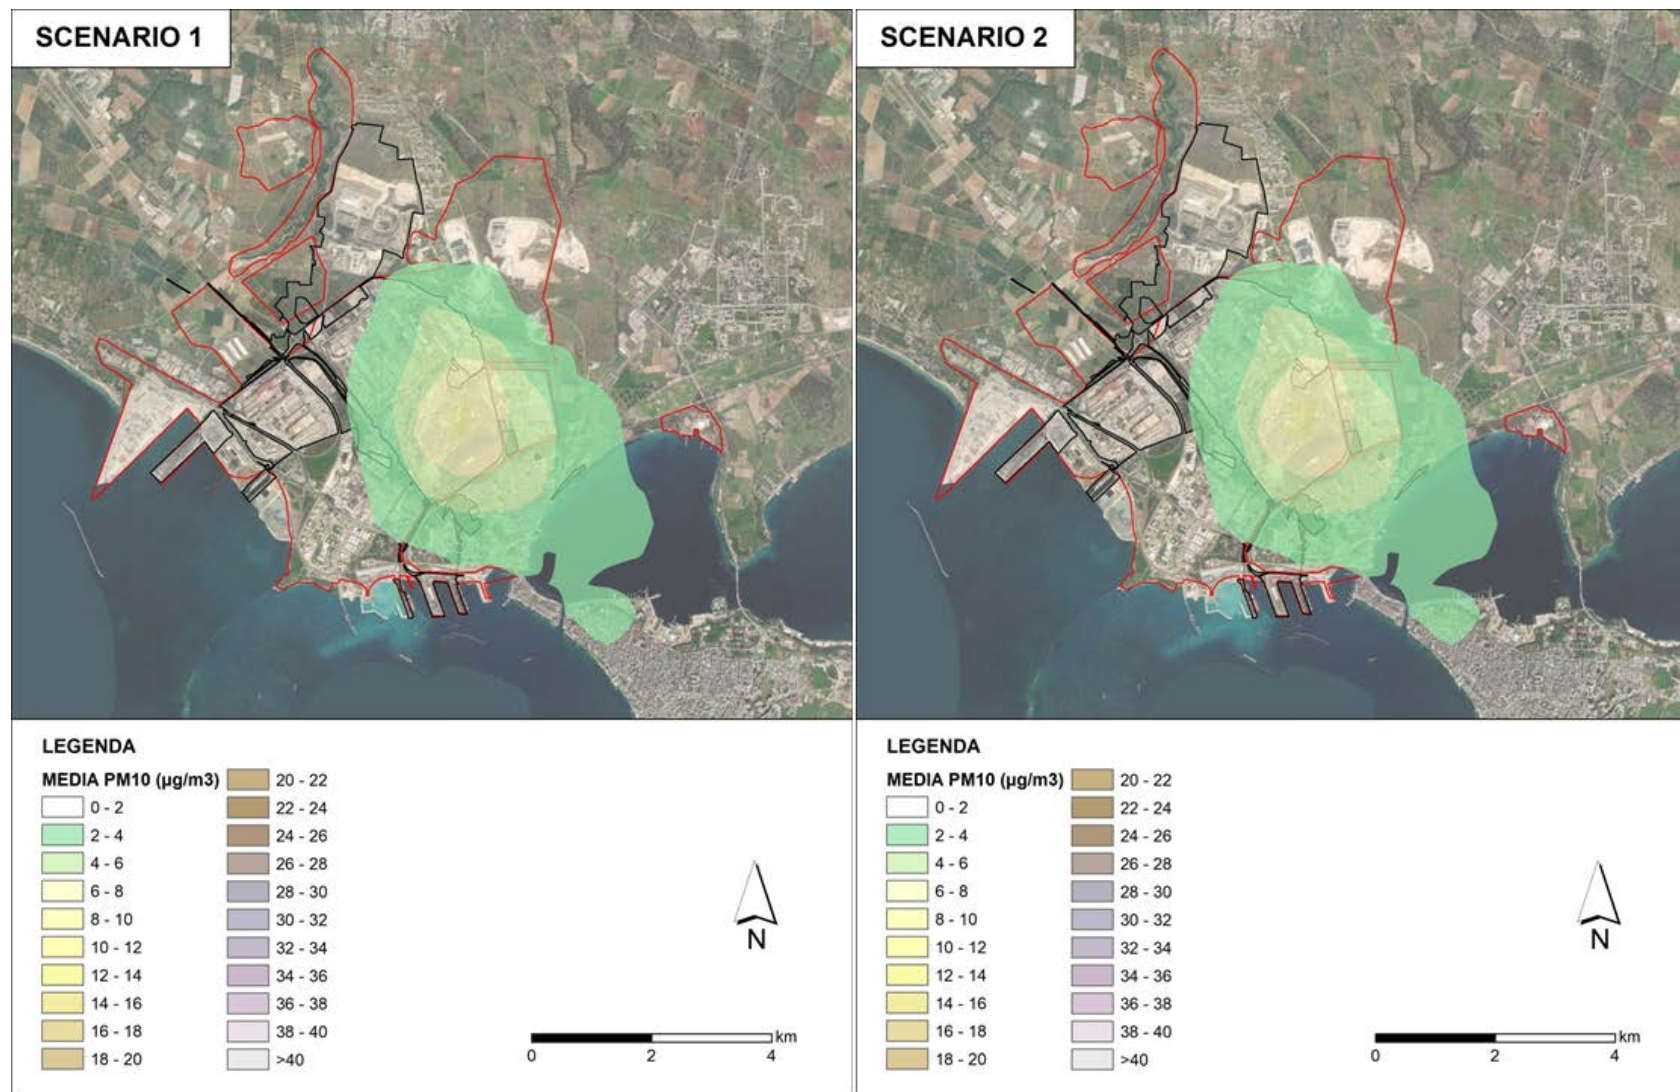 SCENARIO 1
LEGENDA
MEDIA PM10 (µg/m3)
0 - 2
2 - 4
4 - 6
6 - 8
8 - 10
10 - 12
12 - 14
14 - 16
16 - 18
18 - 20
20 - 22
22 - 24
24 - 26
26 - 28
28 - 30
30 - 32
32 - 34
34 - 36
36 - 38
38 - 40
>40
N
km
0 2 4
SCENARIO 2
LEGENDA
MEDIA PM10 (µg/m3)
0 - 2
2 - 4
4 - 6
6 - 8
8 - 10
10 - 12
12 - 14
14 - 16
16 - 18
18 - 20
20 - 22
22 - 24
24 - 26
26 - 28
28 - 30
30 - 32
32 - 34
34 - 36
36 - 38
38 - 40
>40
N
km
0 2 4